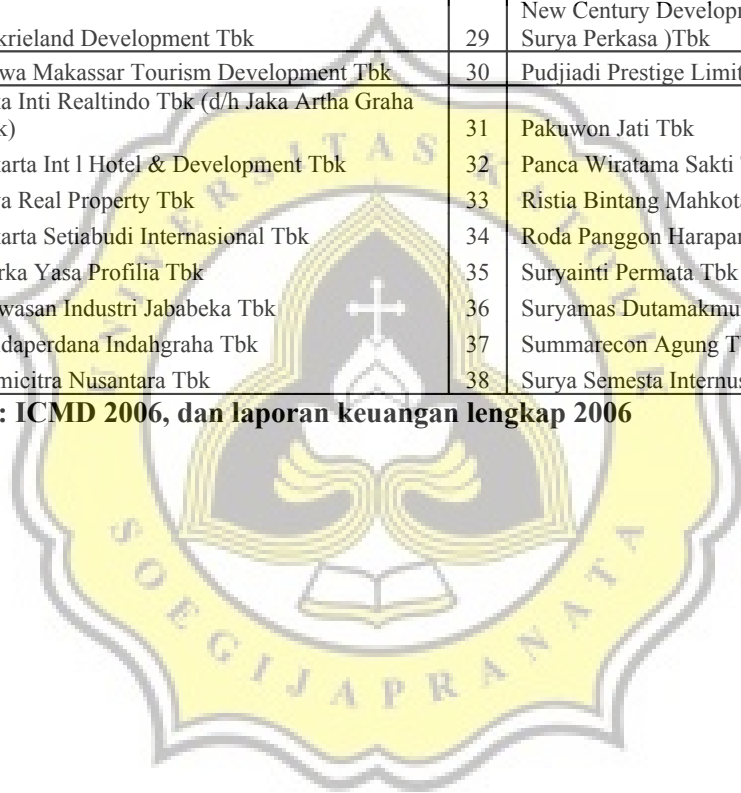 New Century Developm
krieland Development Tbk 29 Surya Perkasa )Tbk
wa Makassar Tourism Development Tbk 30 Pudjiadi Prestige Limit
a Inti Realtindo Tbk (d/h Jaka Artha Graha
k) 31 Pakuwon Jati Tbk
arta Int l Hotel & Development Tbk 32 Panca Wiratama Sakti
a Real Property Tbk 33 Ristia Bintang Mahkota
arta Setiabudi Internasional Tbk 34 Roda Panggon Harapan
rka Yasa Profilia Tbk 35 Suryainti Permata Tbk
wasan Industri Jababeka Tbk 36 Suryamas Dutamakmu
daperdana Indahgraha Tbk 37 Summarecon Agung T
micitra Nusantara Tbk 38 Surya Semesta Internus
: ICMD 2006, dan laporan keuangan lengkap 2006
UNIVERSITAS KATOLIK
SOEGIJAPRANATA